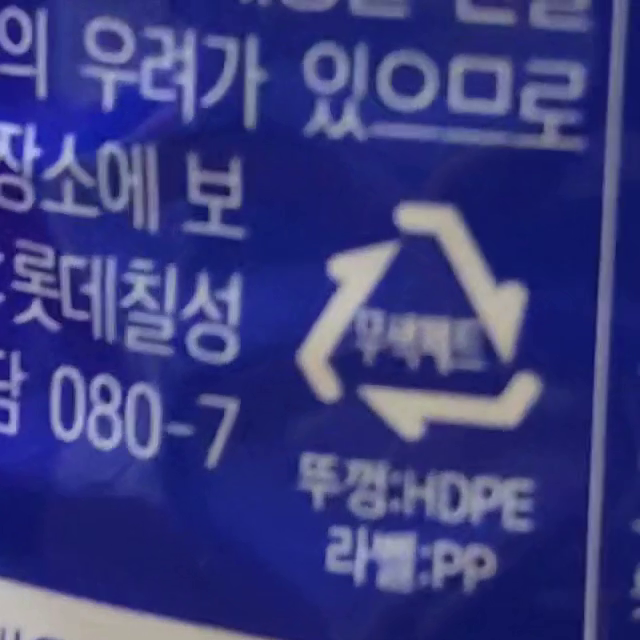 의 우려가 있으므로
장소에 보
롯데칠성
담 080-7
무색페트
뚜껑:HDPE
라벨:PP